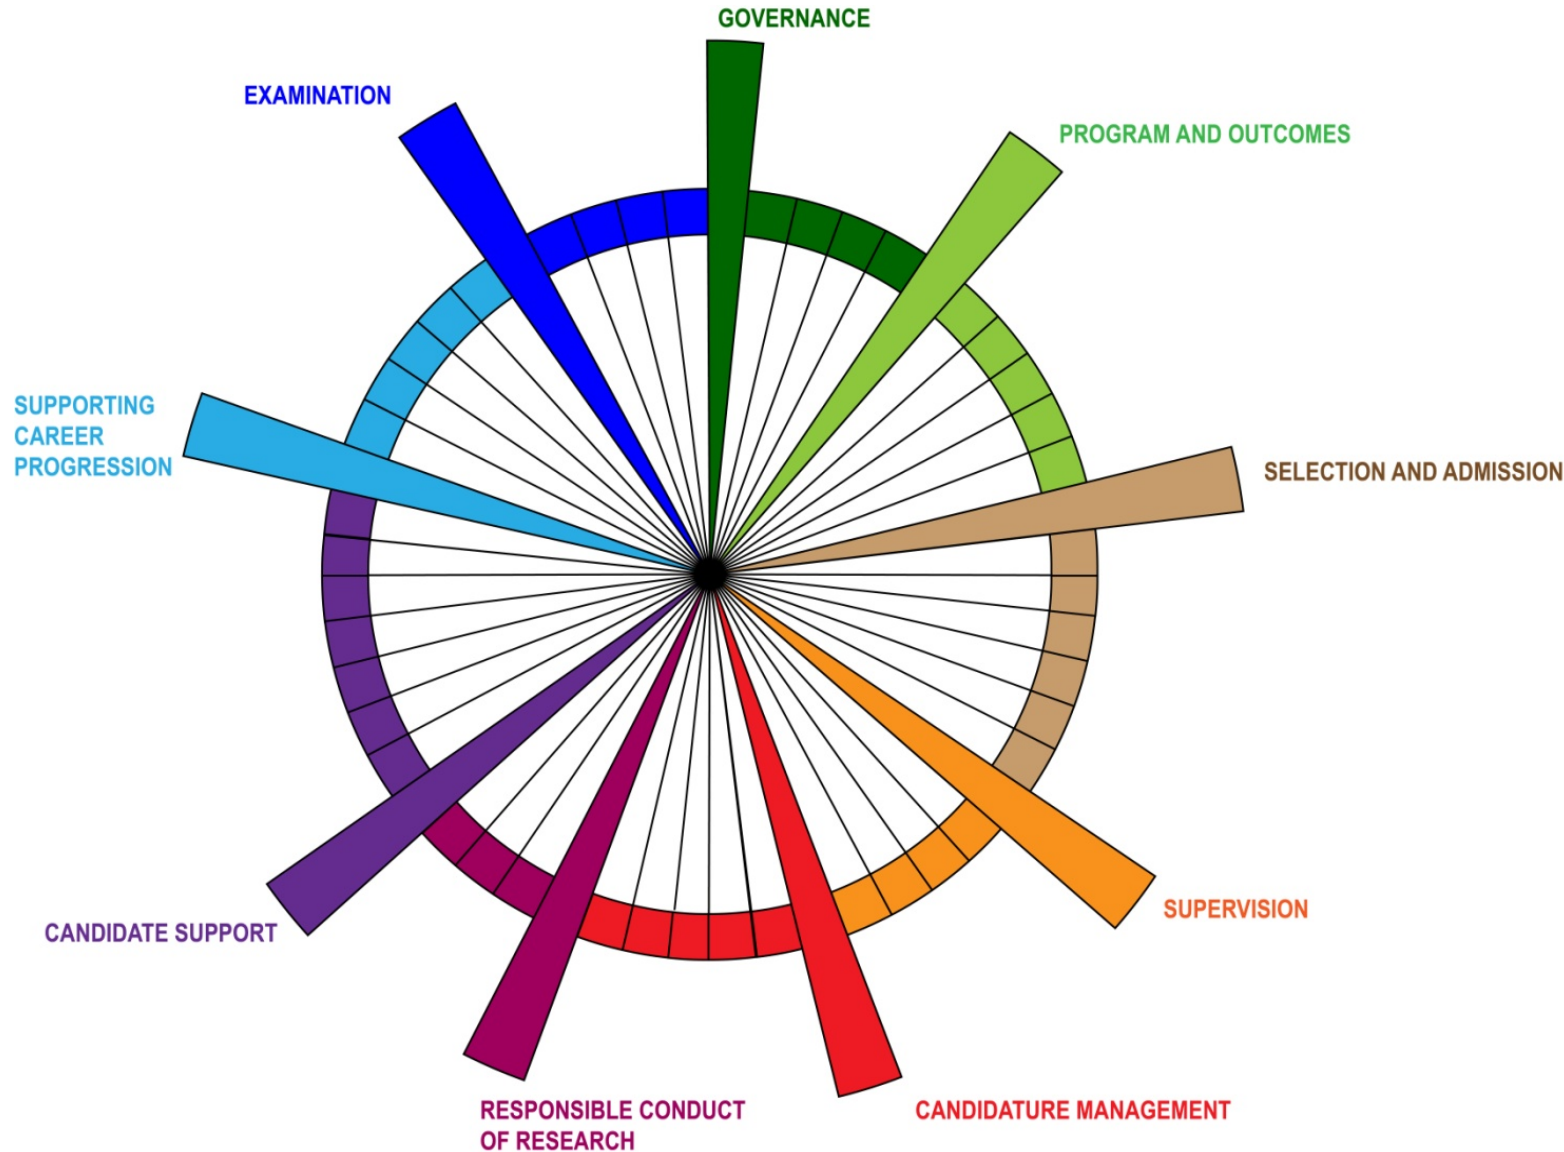 GOVERNANCE
EXAMINATION
PROGRAM AND OUTCOMES
SUPPORTING
CAREER
PROGRESSION
SELECTION AND ADMISSION
CANDIDATE SUPPORT
SUPERVISION
RESPONSIBLE CONDUCT
OF RESEARCH
CANDIDATURE MANAGEMENT